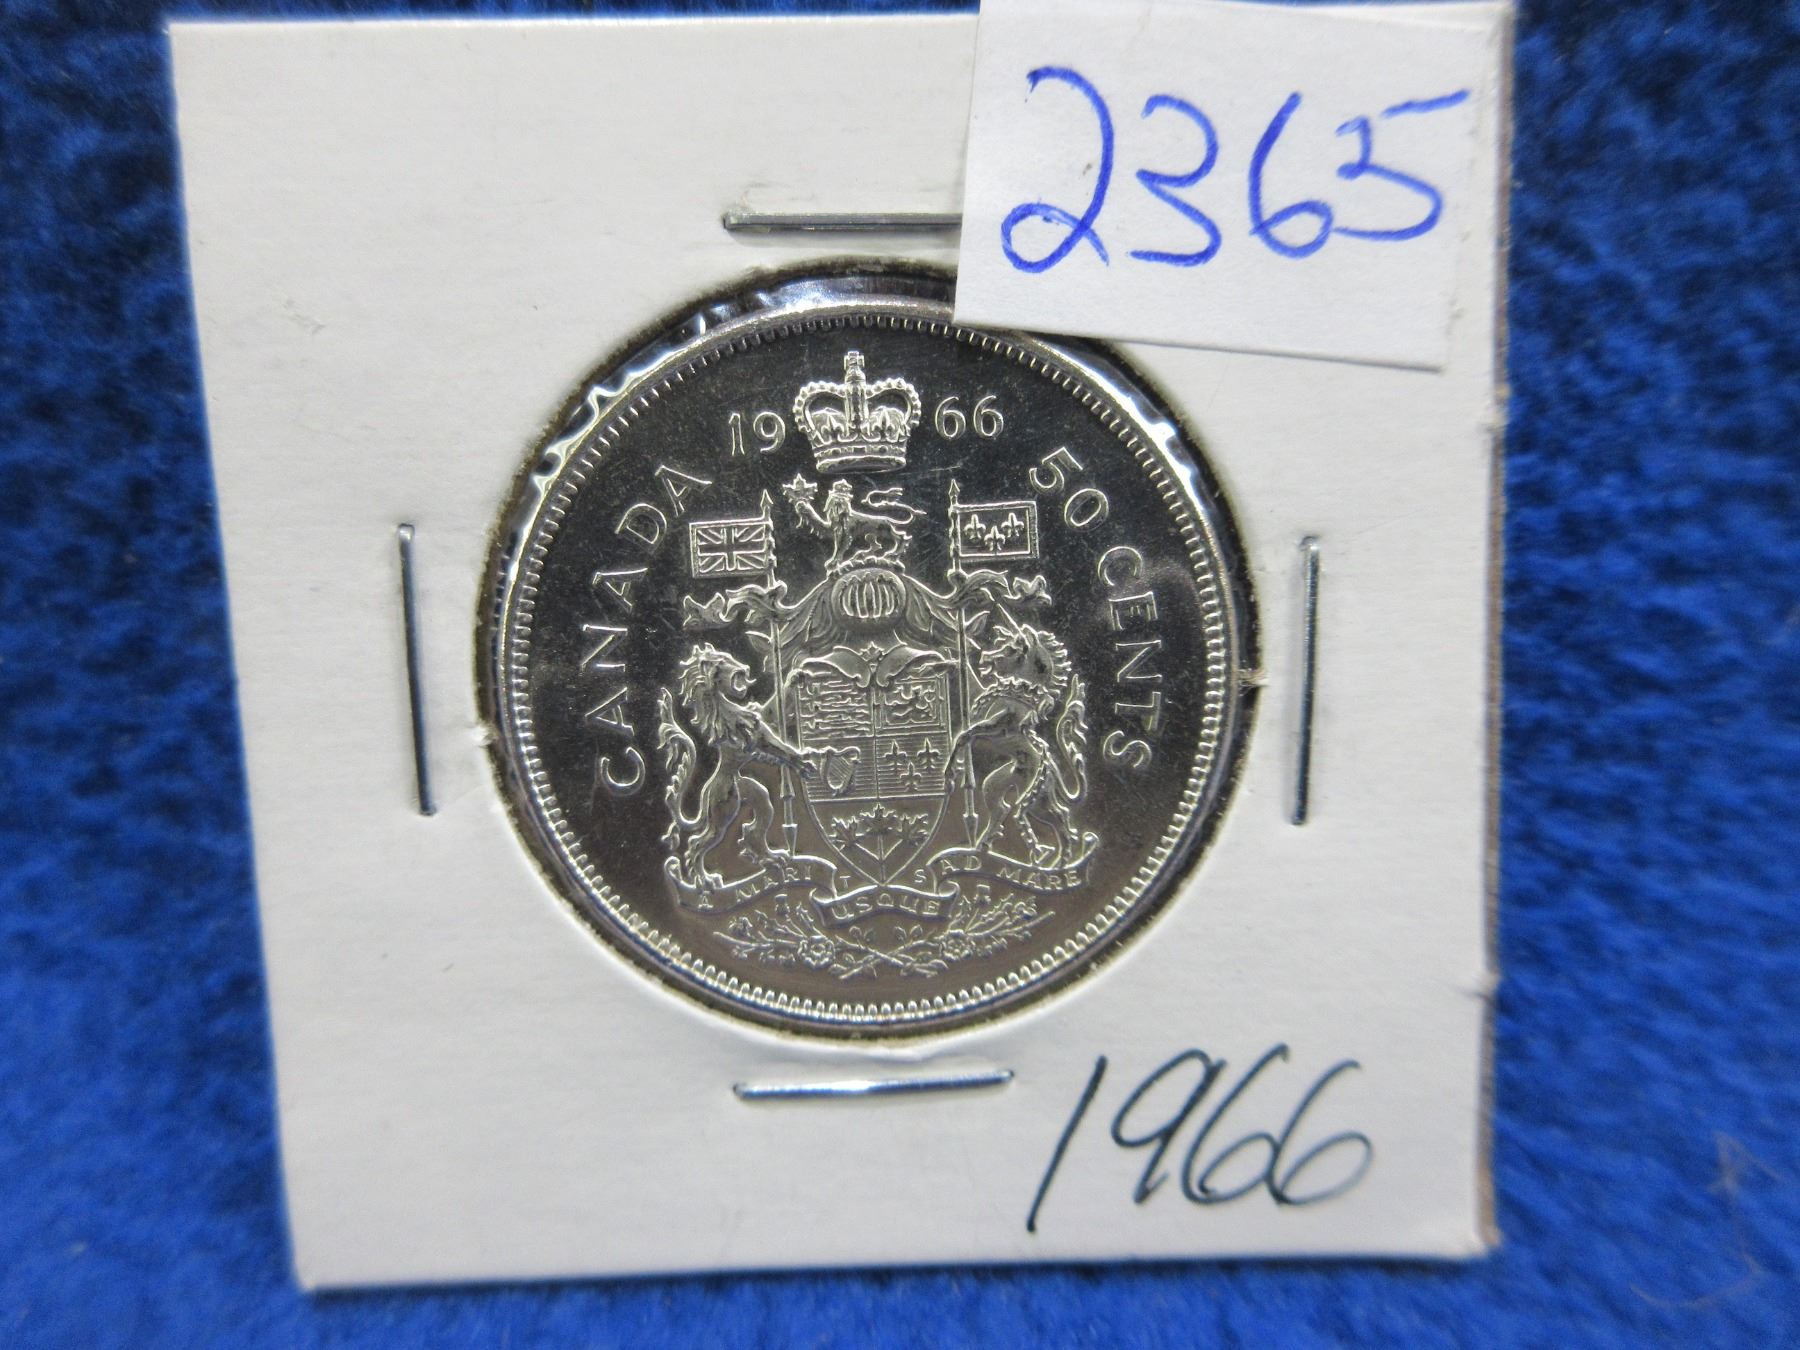 2365
1966
CANADA
50 CENTS
A MARI USQUE AD MARE
1966